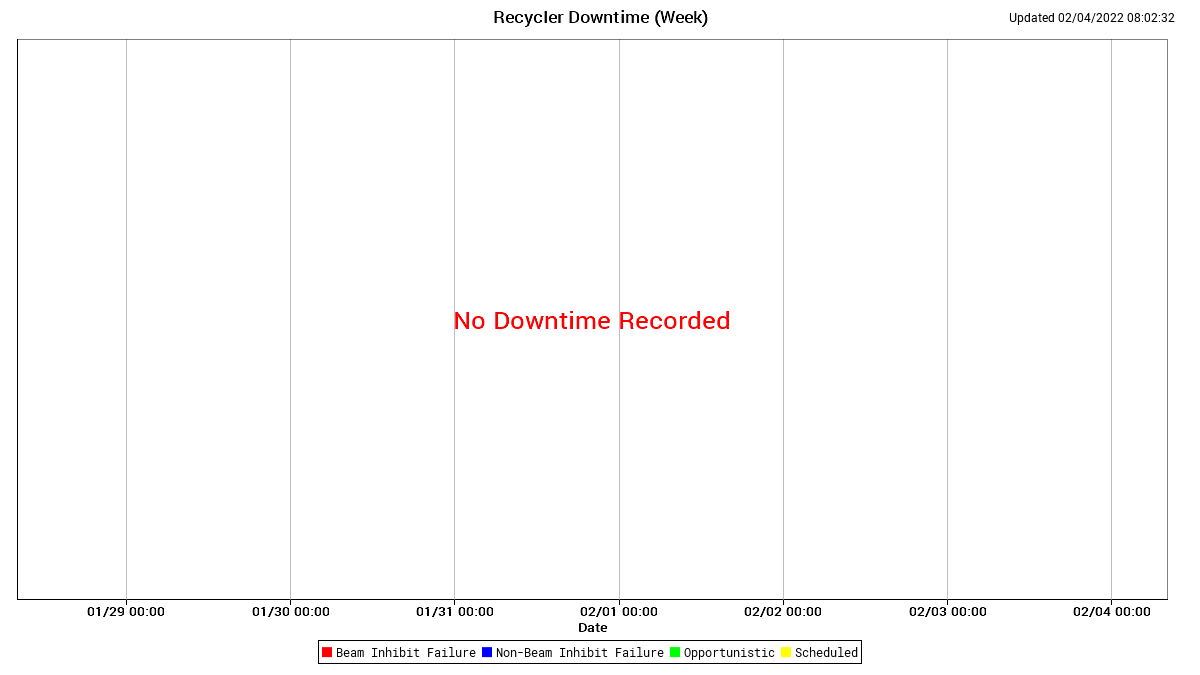 Recycler Downtime (Week)
Updated 02/04/2022 08:02:32
No Downtime Recorded
01/29 00:00 01/30 00:00 01/31 00:00 02/01 00:00 02/02 00:00 02/03 00:00 02/04 00:00
Date
Beam Inhibit Failure Non-Beam Inhibit Failure Opportunistic Scheduled